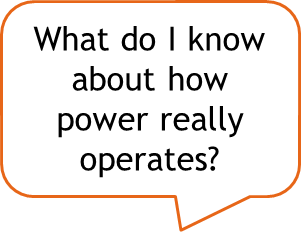 What do I know
about how
power really
operates?